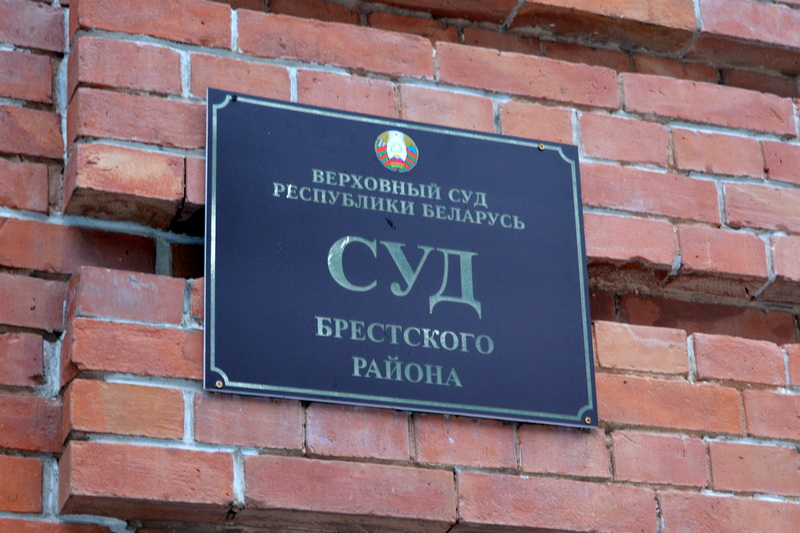 ВЕРХОВНЫЙ СУД
РЕСПУБЛИКИ БЕЛАРУСЬ
СУД
БРЕСТСКОГО
РАЙОНА